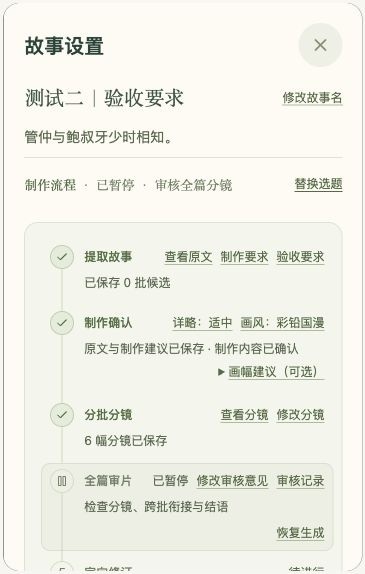 故事设置
测试二｜验收要求 修改故事名
管仲与鲍叔牙少时相知。
制作流程 · 已暂停 · 审核全篇分镜 替换选题
提取故事 查看原文 制作要求 验收要求
已保存 0 批候选
制作确认 详略：适中 画风：彩铅国漫
原文与制作建议已保存 · 制作内容已确认
▶ 画幅建议（可选）
分批分镜 查看分镜 修改分镜
6 幅分镜已保存
全篇审片 已暂停 修改审核意见 审核记录
检查分镜、跨批衔接与结语
恢复生成